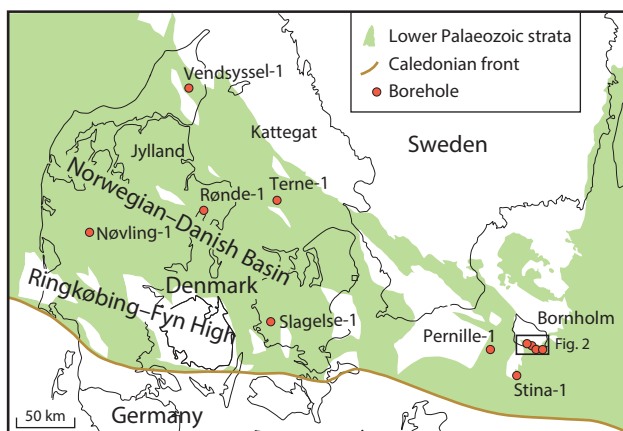 Lower Palaeozoic strata
Caledonian front
Borehole
Vendsyssel-1
Kattegat
Sweden
Jylland
Norwegian–Danish Basin
Rønde-1
Terne-1
Nøvling-1
Ringkøbing–Fyn High
Denmark
Slagelse-1
Pernille-1
Bornholm
Fig. 2
Stina-1
50 km
Germany